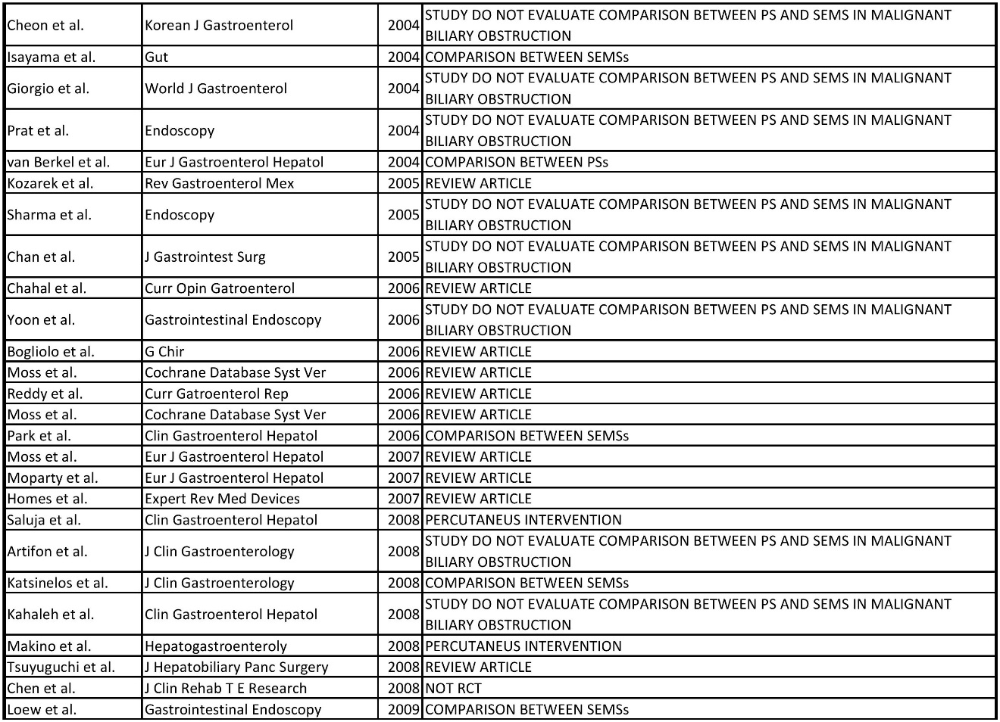 Cheon et al. Korean J Gastroenterol 2004 STUDY DO NOT EVALUATE COMPARISON BETWEEN PS AND SEMS IN MALIGNANT
BILIARY OBSTRUCTION
Isayama et al. Gut 2004 COMPARISON BETWEEN SEMSs
Giorgio et al. World J Gastroenterol 2004 STUDY DO NOT EVALUATE COMPARISON BETWEEN PS AND SEMS IN MALIGNANT
BILIARY OBSTRUCTION
Prat et al. Endoscopy 2004 STUDY DO NOT EVALUATE COMPARISON BETWEEN PS AND SEMS IN MALIGNANT
BILIARY OBSTRUCTION
van Berkel et al. Eur J Gastroenterol Hepatol 2004 COMPARISON BETWEEN PSs
Kozarek et al. Rev Gastroenterol Mex 2005 REVIEW ARTICLE
Sharma et al. Endoscopy 2005 STUDY DO NOT EVALUATE COMPARISON BETWEEN PS AND SEMS IN MALIGNANT
BILIARY OBSTRUCTION
Chan et al. J Gastrointest Surg 2005 STUDY DO NOT EVALUATE COMPARISON BETWEEN PS AND SEMS IN MALIGNANT
BILIARY OBSTRUCTION
Chahal et al. Curr Opin Gatroenterol 2006 REVIEW ARTICLE
Yoon et al. Gastrointestinal Endoscopy 2006 STUDY DO NOT EVALUATE COMPARISON BETWEEN PS AND SEMS IN MALIGNANT
BILIARY OBSTRUCTION
Bogliolo et al. G Chir 2006 REVIEW ARTICLE
Moss et al. Cochrane Database Syst Ver 2006 REVIEW ARTICLE
Reddy et al. Curr Gatroenterol Rep 2006 REVIEW ARTICLE
Moss et al. Cochrane Database Syst Ver 2006 REVIEW ARTICLE
Park et al. Clin Gastroenterol Hepatol 2006 COMPARISON BETWEEN SEMSs
Moss et al. Eur J Gastroenterol Hepatol 2007 REVIEW ARTICLE
Moparty et al. Eur J Gastroenterol Hepatol 2007 REVIEW ARTICLE
Homes et al. Expert Rev Med Devices 2007 REVIEW ARTICLE
Saluja et al. Clin Gastroenterol Hepatol 2008 PERCUTANEUS INTERVENTION
Artifon et al. J Clin Gastroenterology 2008 STUDY DO NOT EVALUATE COMPARISON BETWEEN PS AND SEMS IN MALIGNANT
BILIARY OBSTRUCTION
Katsinelos et al. J Clin Gastroenterology 2008 COMPARISON BETWEEN SEMSs
Kahaleh et al. Clin Gastroenterol Hepatol 2008 STUDY DO NOT EVALUATE COMPARISON BETWEEN PS AND SEMS IN MALIGNANT
BILIARY OBSTRUCTION
Makino et al. Hepatogastroenteroly 2008 PERCUTANEUS INTERVENTION
Tsuyuguchi et al. J Hepatobiliary Panc Surgery 2008 REVIEW ARTICLE
Chen et al. J Clin Rehab T E Research 2008 NOT RCT
Loew et al. Gastrointestinal Endoscopy 2009 COMPARISON BETWEEN SEMSs